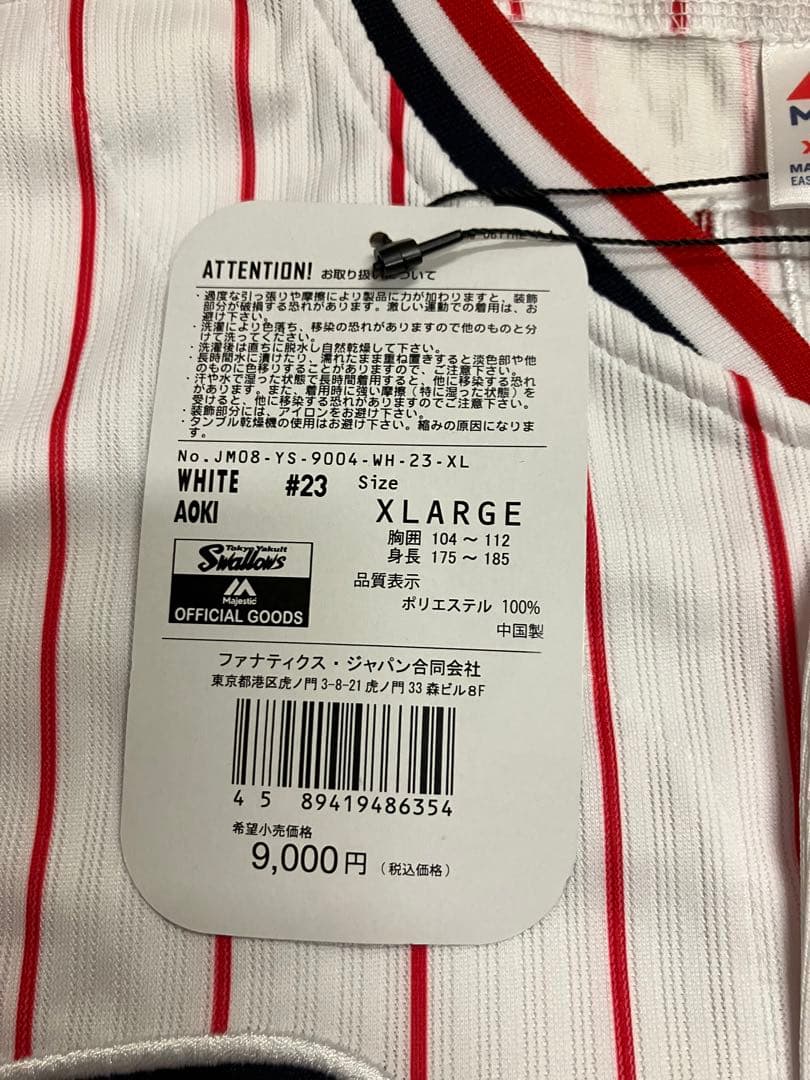 ATTENTION! お取り扱いについて
・過度な引っ張りや摩擦により製品に力が加わりますと、装飾
部分が破損する恐れがあります。激しい運動での着用は、お
避け下さい。
・洗濯により色落ち、移染の恐れがありますので他のものと分
けて洗ってください。
・洗濯後は直ちに脱水し自然乾燥して下さい。
・長時間水に漬けたり、濡れたまま重ね置きすると淡色部や他
のものに色移りすることがありますので、ご注意下さい。
・汗や水で湿った状態で長時間着用すると、他に移染する恐れ
があります。また、着用時に強い摩擦（特に湿った状態）を
受けると、他に移染する恐れがありますのでご注意下さい。
・装飾部分には、アイロンをお避け下さい。
・タンブル乾燥機の使用はお避け下さい。縮みの原因になりま
す。
No.JM08-YS-9004-WH-23-XL
WHITE #23 Size
AOKI XLARGE
胸囲 104～112
身長 175～185
品質表示
ポリエステル 100%
中国製
Tokyo Yakult
Swallows
Majestic
OFFICIAL GOODS
ファナティクス・ジャパン合同会社
東京都港区虎ノ門3-8-21 虎ノ門33森ビル8F
4 5 89419486354
希望小売価格
9,000円（税込価格）
M
X
MA
EAS